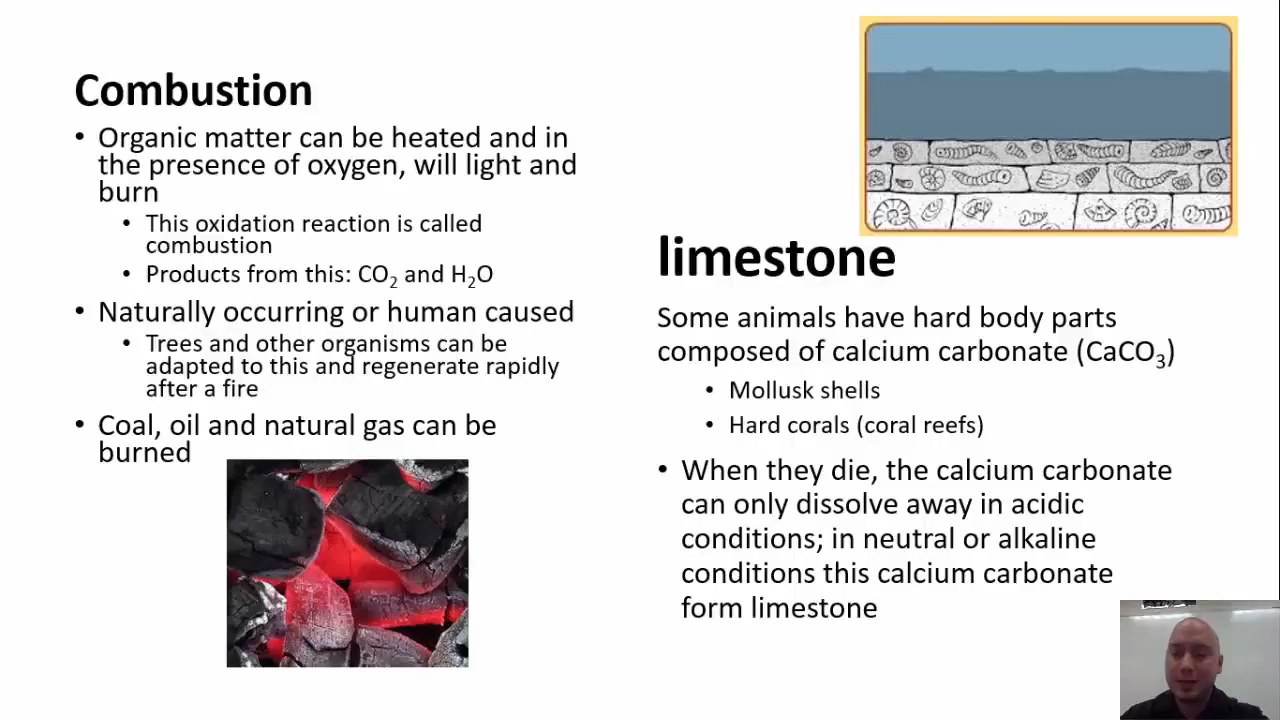 Combustion
• Organic matter can be heated and in
the presence of oxygen, will light and
burn
• This oxidation reaction is called
combustion
• Products from this: CO₂ and H₂O
• Naturally occurring or human caused
• Trees and other organisms can be
adapted to this and regenerate rapidly
after a fire
• Coal, oil and natural gas can be
burned
limestone
Some animals have hard body parts
composed of calcium carbonate (CaCO₃)
• Mollusk shells
• Hard corals (coral reefs)
• When they die, the calcium carbonate
can only dissolve away in acidic
conditions; in neutral or alkaline
conditions this calcium carbonate
form limestone